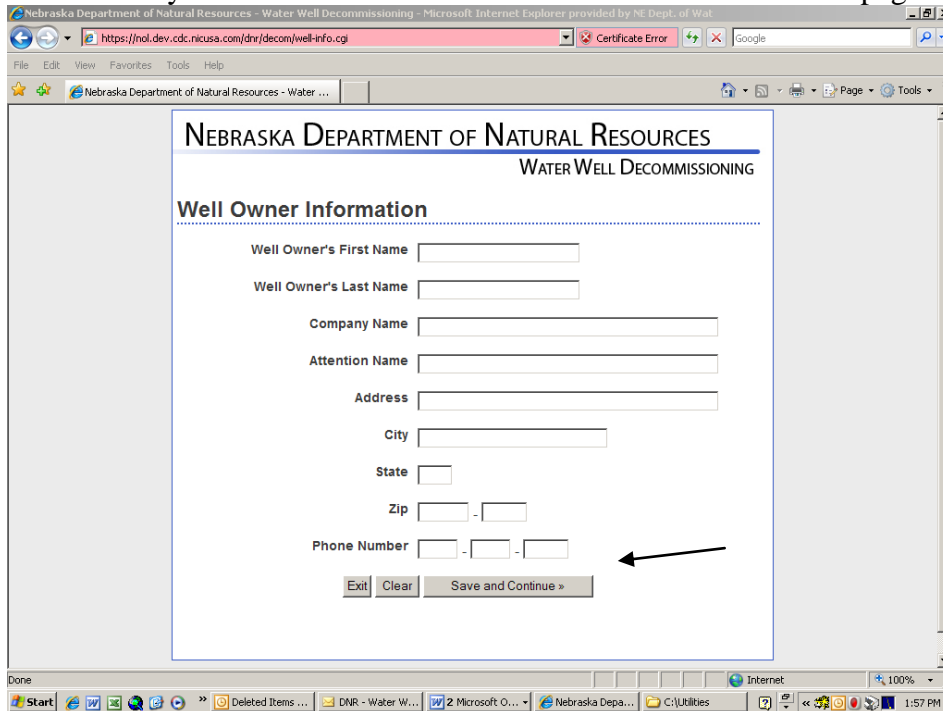 Nebraska Department of Natural Resources - Water Well Decommissioning - Microsoft Internet Explorer provided by NE Dept. of Wat
https://nol.dev.cdc.nicusa.com/dnr/decom/well-info.cgi Certificate Error Google
File Edit View Favorites Tools Help
Nebraska Department of Natural Resources - Water ... Page Tools
NEBRASKA DEPARTMENT OF NATURAL RESOURCES
WATER WELL DECOMMISSIONING
Well Owner Information
Well Owner's First Name
Well Owner's Last Name
Company Name
Attention Name
Address
City
State
Zip -
Phone Number - -
Exit Clear Save and Continue »
Done Internet 100%
Start » Deleted Items ... DNR - Water W... 2 Microsoft O... Nebraska Depa... C:\Utilities « 1:57 PM